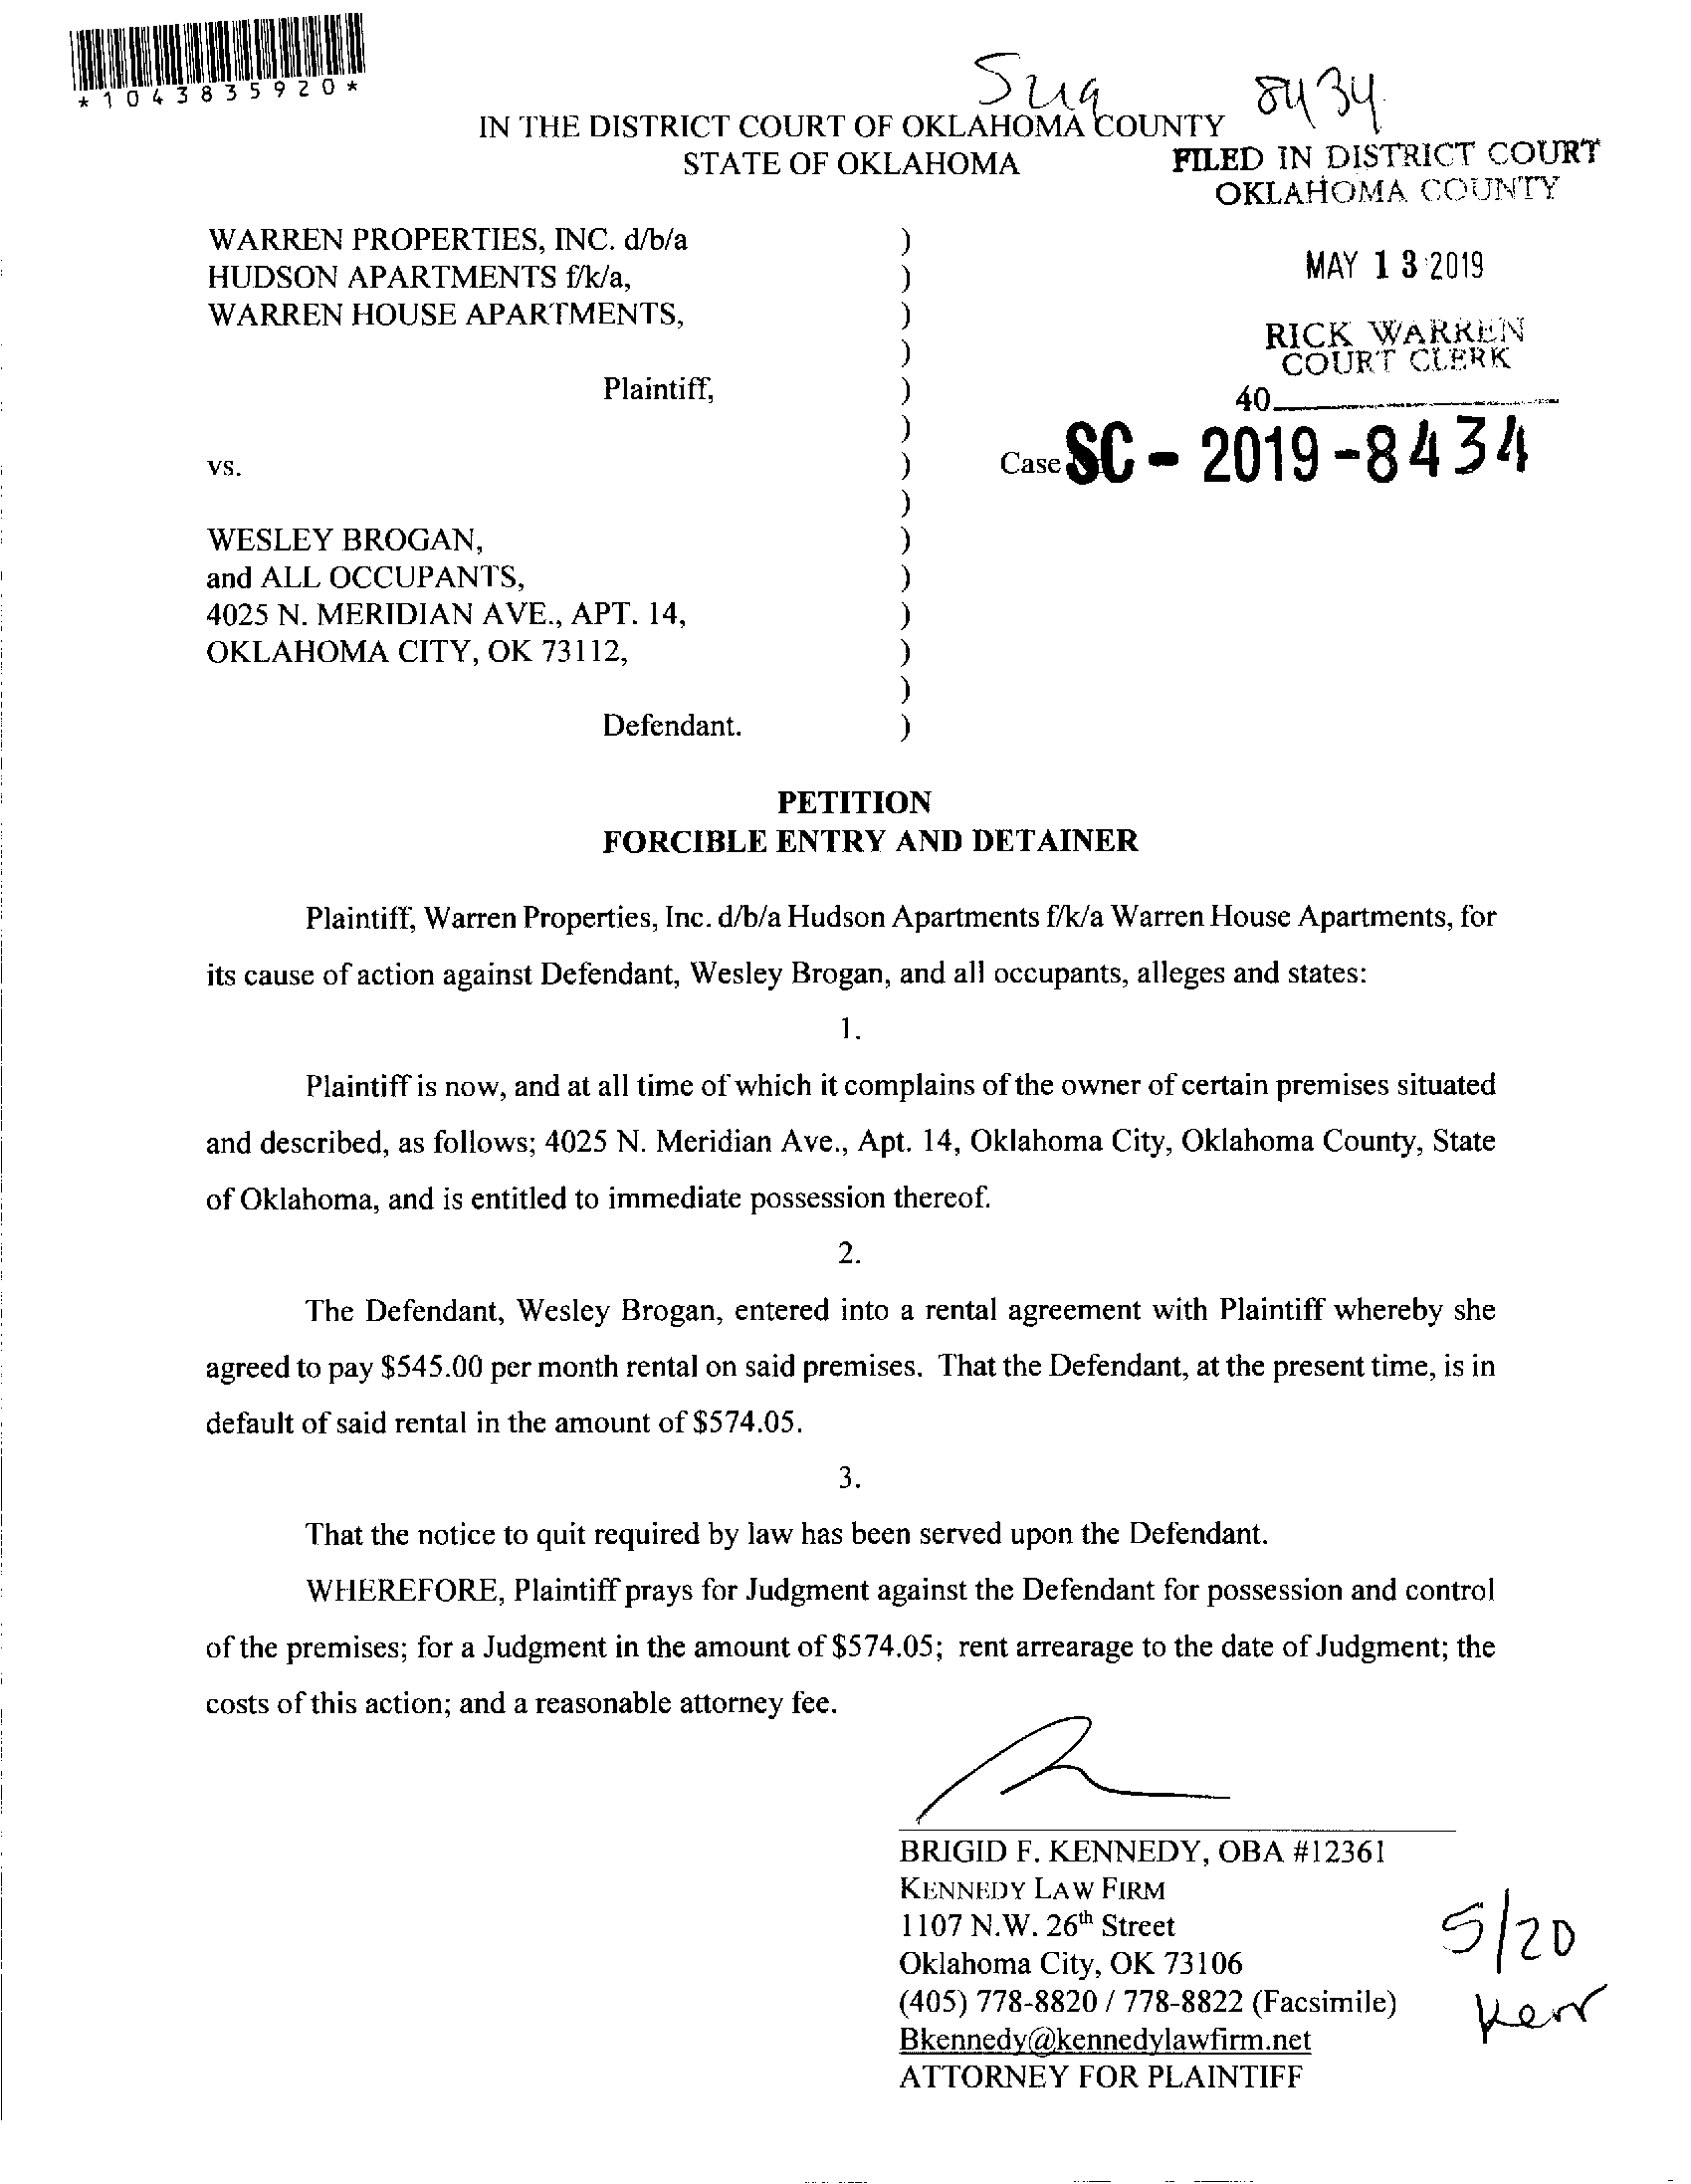 *1043835920*
8434
IN THE DISTRICT COURT OF OKLAHOMA COUNTY
STATE OF OKLAHOMA
FILED IN DISTRICT COURT
OKLAHOMA COUNTY
MAY 13 2019
RICK WARREN
COURT CLERK
40
Case SC - 2019 - 8434
WARREN PROPERTIES, INC. d/b/a )
HUDSON APARTMENTS f/k/a, )
WARREN HOUSE APARTMENTS, )
)
Plaintiff, )
)
vs. )
)
WESLEY BROGAN, )
and ALL OCCUPANTS, )
4025 N. MERIDIAN AVE., APT. 14, )
OKLAHOMA CITY, OK 73112, )
)
Defendant. )
PETITION
FORCIBLE ENTRY AND DETAINER
Plaintiff, Warren Properties, Inc. d/b/a Hudson Apartments f/k/a Warren House Apartments, for
its cause of action against Defendant, Wesley Brogan, and all occupants, alleges and states:
1.
Plaintiff is now, and at all time of which it complains of the owner of certain premises situated
and described, as follows; 4025 N. Meridian Ave., Apt. 14, Oklahoma City, Oklahoma County, State
of Oklahoma, and is entitled to immediate possession thereof.
2.
The Defendant, Wesley Brogan, entered into a rental agreement with Plaintiff whereby she
agreed to pay $545.00 per month rental on said premises. That the Defendant, at the present time, is in
default of said rental in the amount of $574.05.
3.
That the notice to quit required by law has been served upon the Defendant.
WHEREFORE, Plaintiff prays for Judgment against the Defendant for possession and control
of the premises; for a Judgment in the amount of $574.05; rent arrearage to the date of Judgment; the
costs of this action; and a reasonable attorney fee.
BRIGID F. KENNEDY, OBA #12361
KENNEDY LAW FIRM
1107 N.W. 26th Street
Oklahoma City, OK 73106
(405) 778-8820 / 778-8822 (Facsimile)
Bkennedy@kennedylawfirm.net
ATTORNEY FOR PLAINTIFF
5/20
Kerr